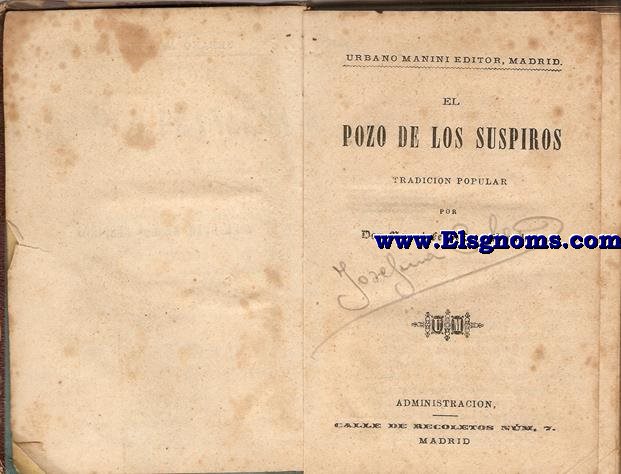 URBANO MANINI EDITOR, MADRID.
EL
POZO DE LOS SUSPIROS
TRADICION POPULAR
POR
www.Elsgnoms.com
Josefina
U M
ADMINISTRACION,
CALLE DE RECOLETOS NÚM. 7.
MADRID